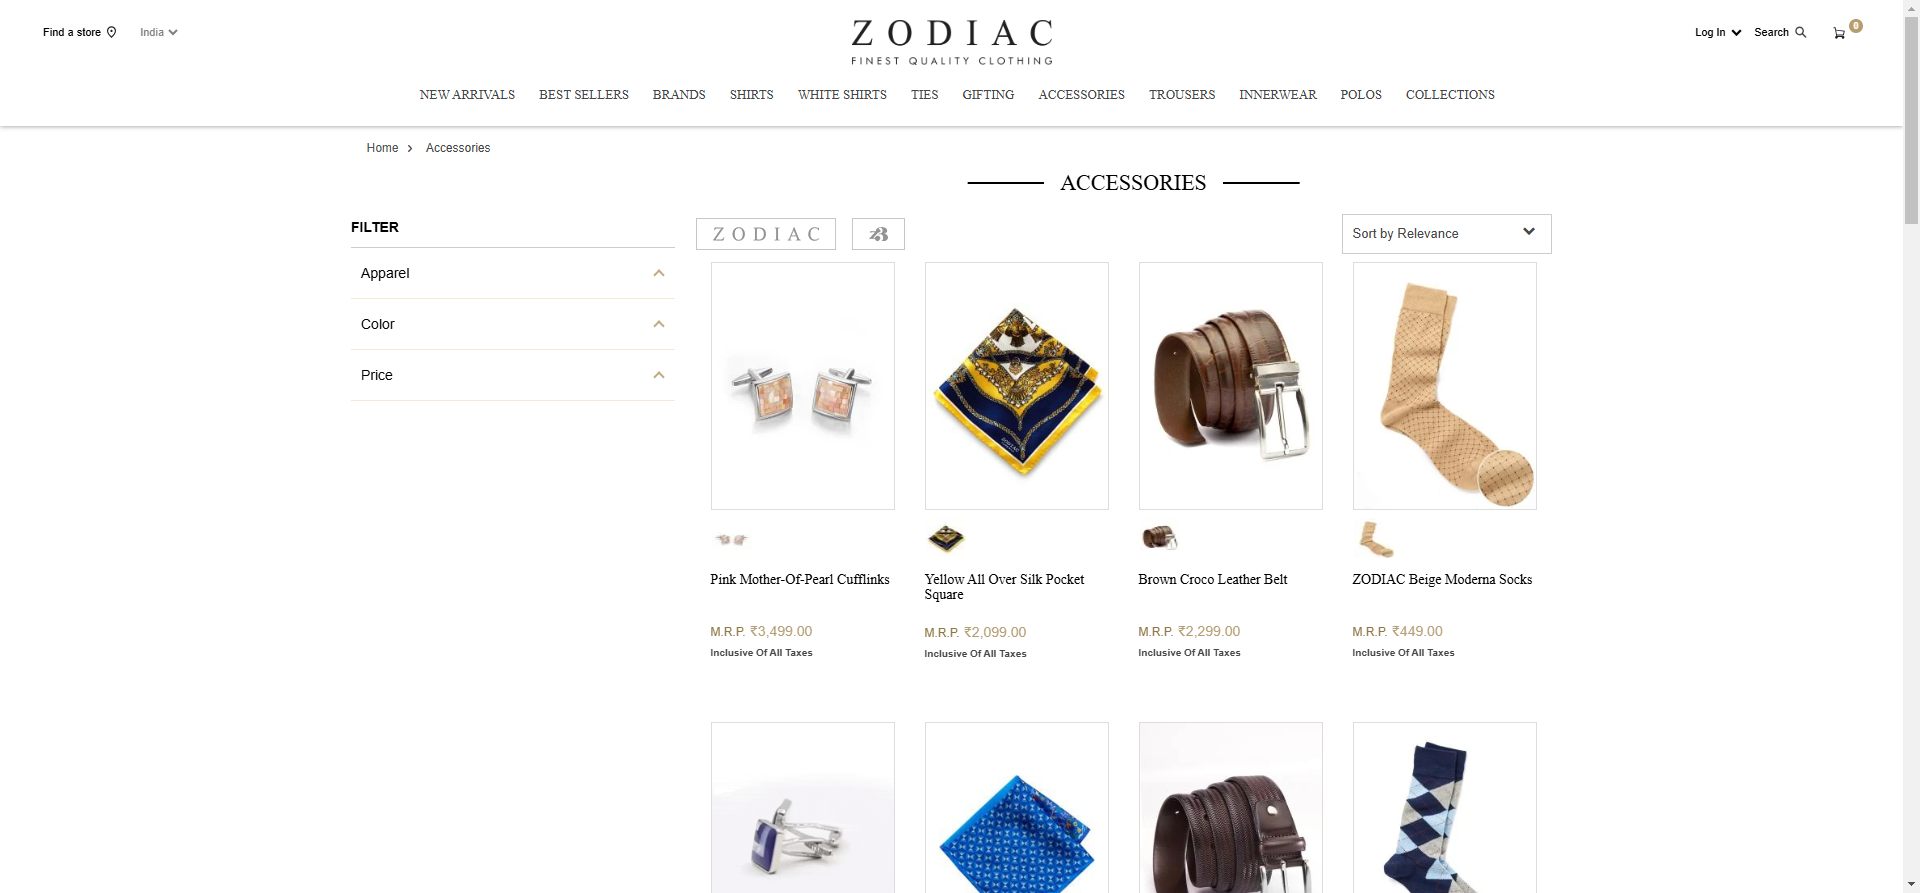 Find a store
India
ZODIAC
FINEST QUALITY CLOTHING
Log In
Search
0
NEW ARRIVALS
BEST SELLERS
BRANDS
SHIRTS
WHITE SHIRTS
TIES
GIFTING
ACCESSORIES
TROUSERS
INNERWEAR
POLOS
COLLECTIONS
Home
Accessories
ACCESSORIES
FILTER
Apparel
Color
Price
ZODIAC
z3
Sort by Relevance
ZODIAC
Pink Mother-Of-Pearl Cufflinks
M.R.P. ₹3,499.00
Inclusive Of All Taxes
Yellow All Over Silk Pocket
Square
M.R.P. ₹2,099.00
Inclusive Of All Taxes
Brown Croco Leather Belt
M.R.P. ₹2,299.00
Inclusive Of All Taxes
ZODIAC Beige Moderna Socks
M.R.P. ₹449.00
Inclusive Of All Taxes